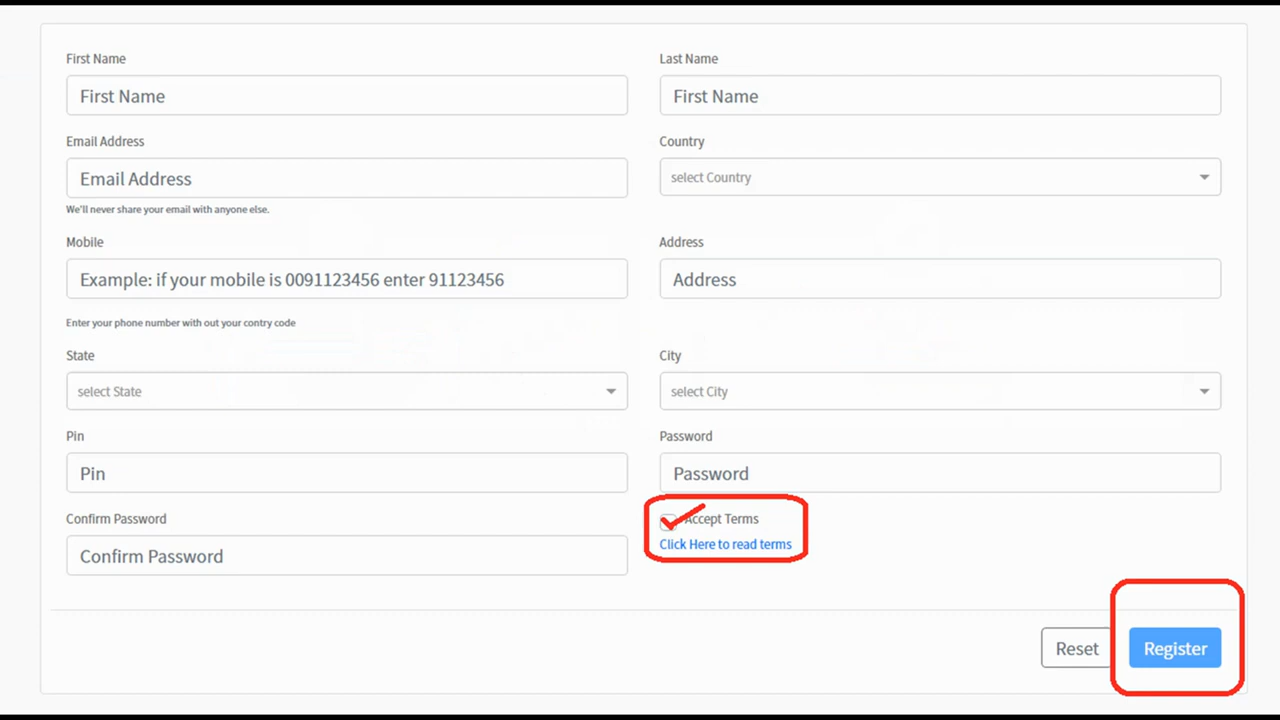 First Name
First Name
Last Name
First Name
Email Address
Email Address
We'll never share your email with anyone else.
Country
select Country
Mobile
Example: if your mobile is 0091123456 enter 91123456
Enter your phone number with out your contry code
Address
Address
State
select State
City
select City
Pin
Pin
Password
Password
Confirm Password
Confirm Password
Accept Terms
Click Here to read terms
Reset
Register